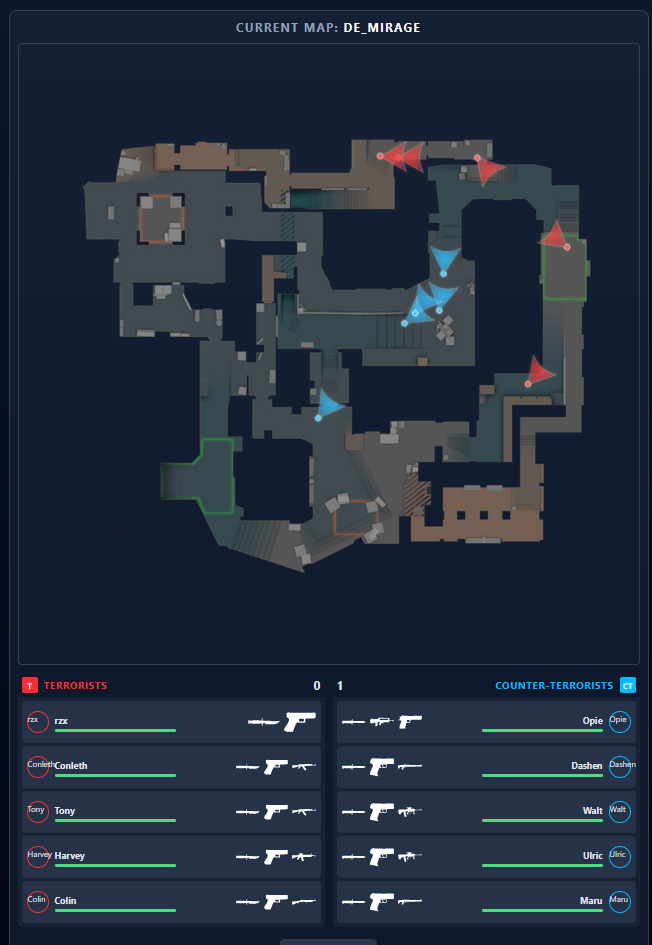 CURRENT MAP: DE_MIRAGE
T TERRORISTS 0
1 COUNTER-TERRORISTS CT
rzx rzx
Opie Opie
Conleth Conleth
Dashen Dashen
Tony Tony
Walt Walt
Harvey Harvey
Ulric Ulric
Colin Colin
Maru Maru